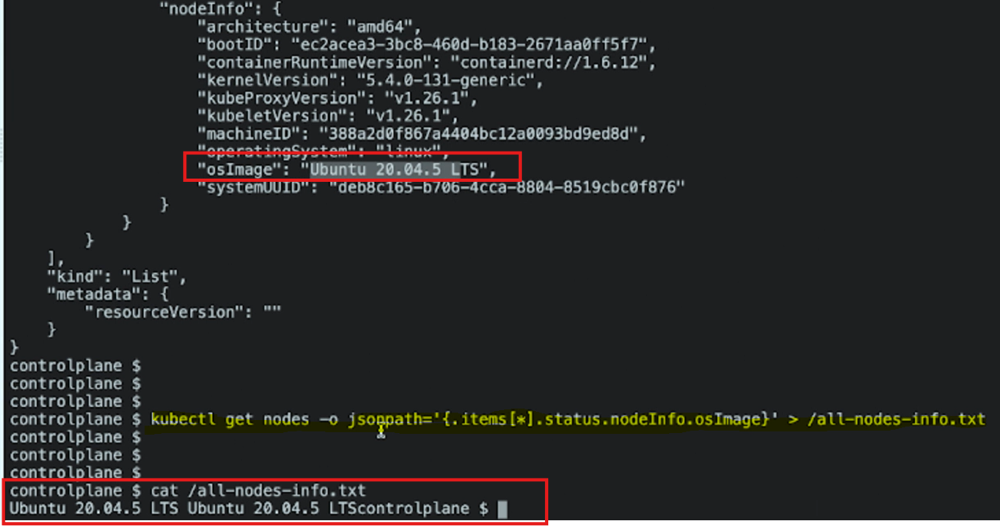 "nodeInfo": {
"architecture": "amd64",
"bootID": "ec2acea3-3bc8-460d-b183-2671aa0ff5f7",
"containerRuntimeVersion": "containerd://1.6.12",
"kernelVersion": "5.4.0-131-generic",
"kubeProxyVersion": "v1.26.1",
"kubeletVersion": "v1.26.1",
"machineID": "388a2d0f867a4404bc12a0093bd9ed8d",
"operatingSystem": "linux",
"osImage": "Ubuntu 20.04.5 LTS",
"systemUUID": "deb8c165-b706-4cca-8804-8519cbc0f876"
}
}
}
],
"kind": "List",
"metadata": {
"resourceVersion": ""
}
}
controlplane $
controlplane $
controlplane $
controlplane $ kubectl get nodes -o jsonpath='{.items[*].status.nodeInfo.osImage}' > /all-nodes-info.txt
controlplane $
controlplane $
controlplane $
controlplane $ cat /all-nodes-info.txt
Ubuntu 20.04.5 LTS Ubuntu 20.04.5 LTScontrolplane $